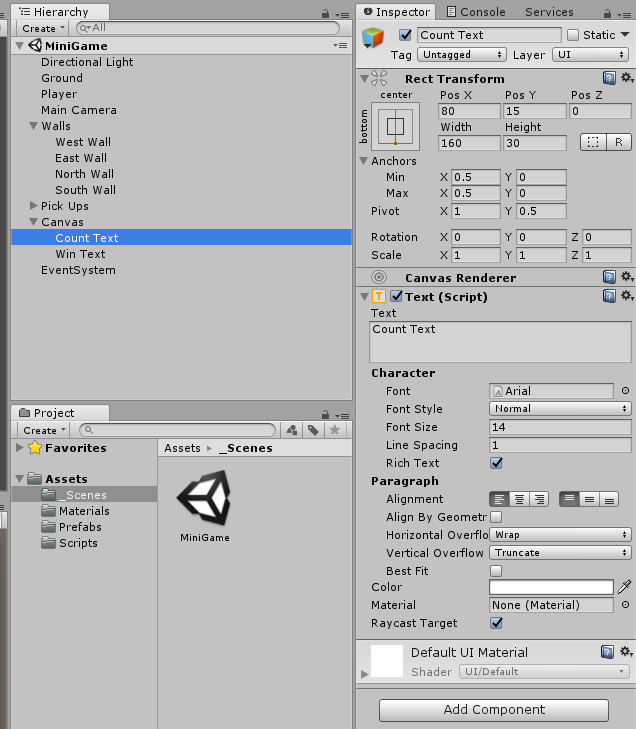 Hierarchy
Create
All
MiniGame
Directional Light
Ground
Player
Main Camera
Walls
West Wall
East Wall
North Wall
South Wall
Pick Ups
Canvas
Count Text
Win Text
EventSystem
Project
Create
Favorites
Assets
_Scenes
Materials
Prefabs
Scripts
Assets _Scenes
MiniGame
Inspector Console Services
Count Text Static
Tag Untagged Layer UI
Rect Transform
center
bottom
Pos X Pos Y Pos Z
80 15 0
Width Height
160 30 R
Anchors
Min X 0.5 Y 0
Max X 0.5 Y 0
Pivot X 1 Y 0.5
Rotation X 0 Y 0 Z 0
Scale X 1 Y 1 Z 1
Canvas Renderer
T Text (Script)
Text
Count Text
Character
Font Arial
Font Style Normal
Font Size 14
Line Spacing 1
Rich Text
Paragraph
Alignment
Align By Geometr
Horizontal Overflo Wrap
Vertical Overflow Truncate
Best Fit
Color
Material None (Material)
Raycast Target
Default UI Material
Shader UI/Default
Add Component